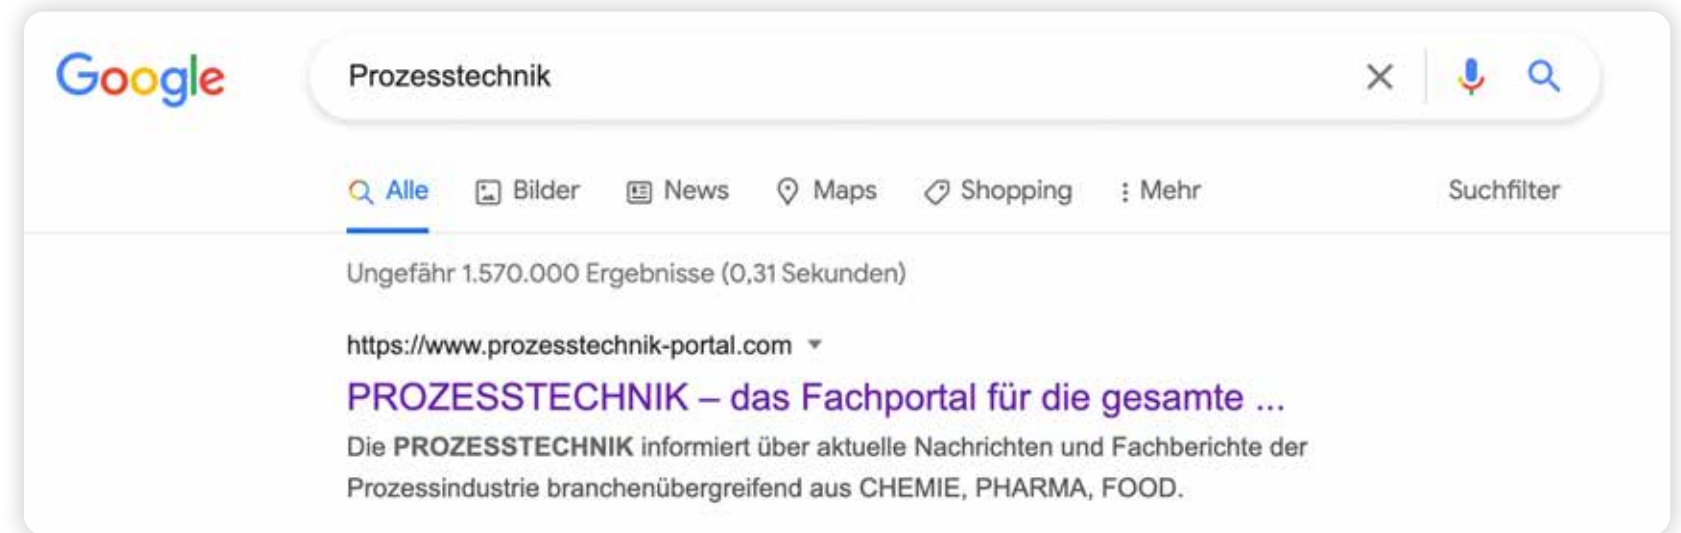 Google
Prozesstechnik
Alle Bilder News Maps Shopping Mehr Suchfilter
Ungefähr 1.570.000 Ergebnisse (0,31 Sekunden)
https://www.prozesstechnik-portal.com
PROZESSTECHNIK – das Fachportal für die gesamte ...
Die PROZESSTECHNIK informiert über aktuelle Nachrichten und Fachberichte der
Prozessindustrie branchenübergreifend aus CHEMIE, PHARMA, FOOD.